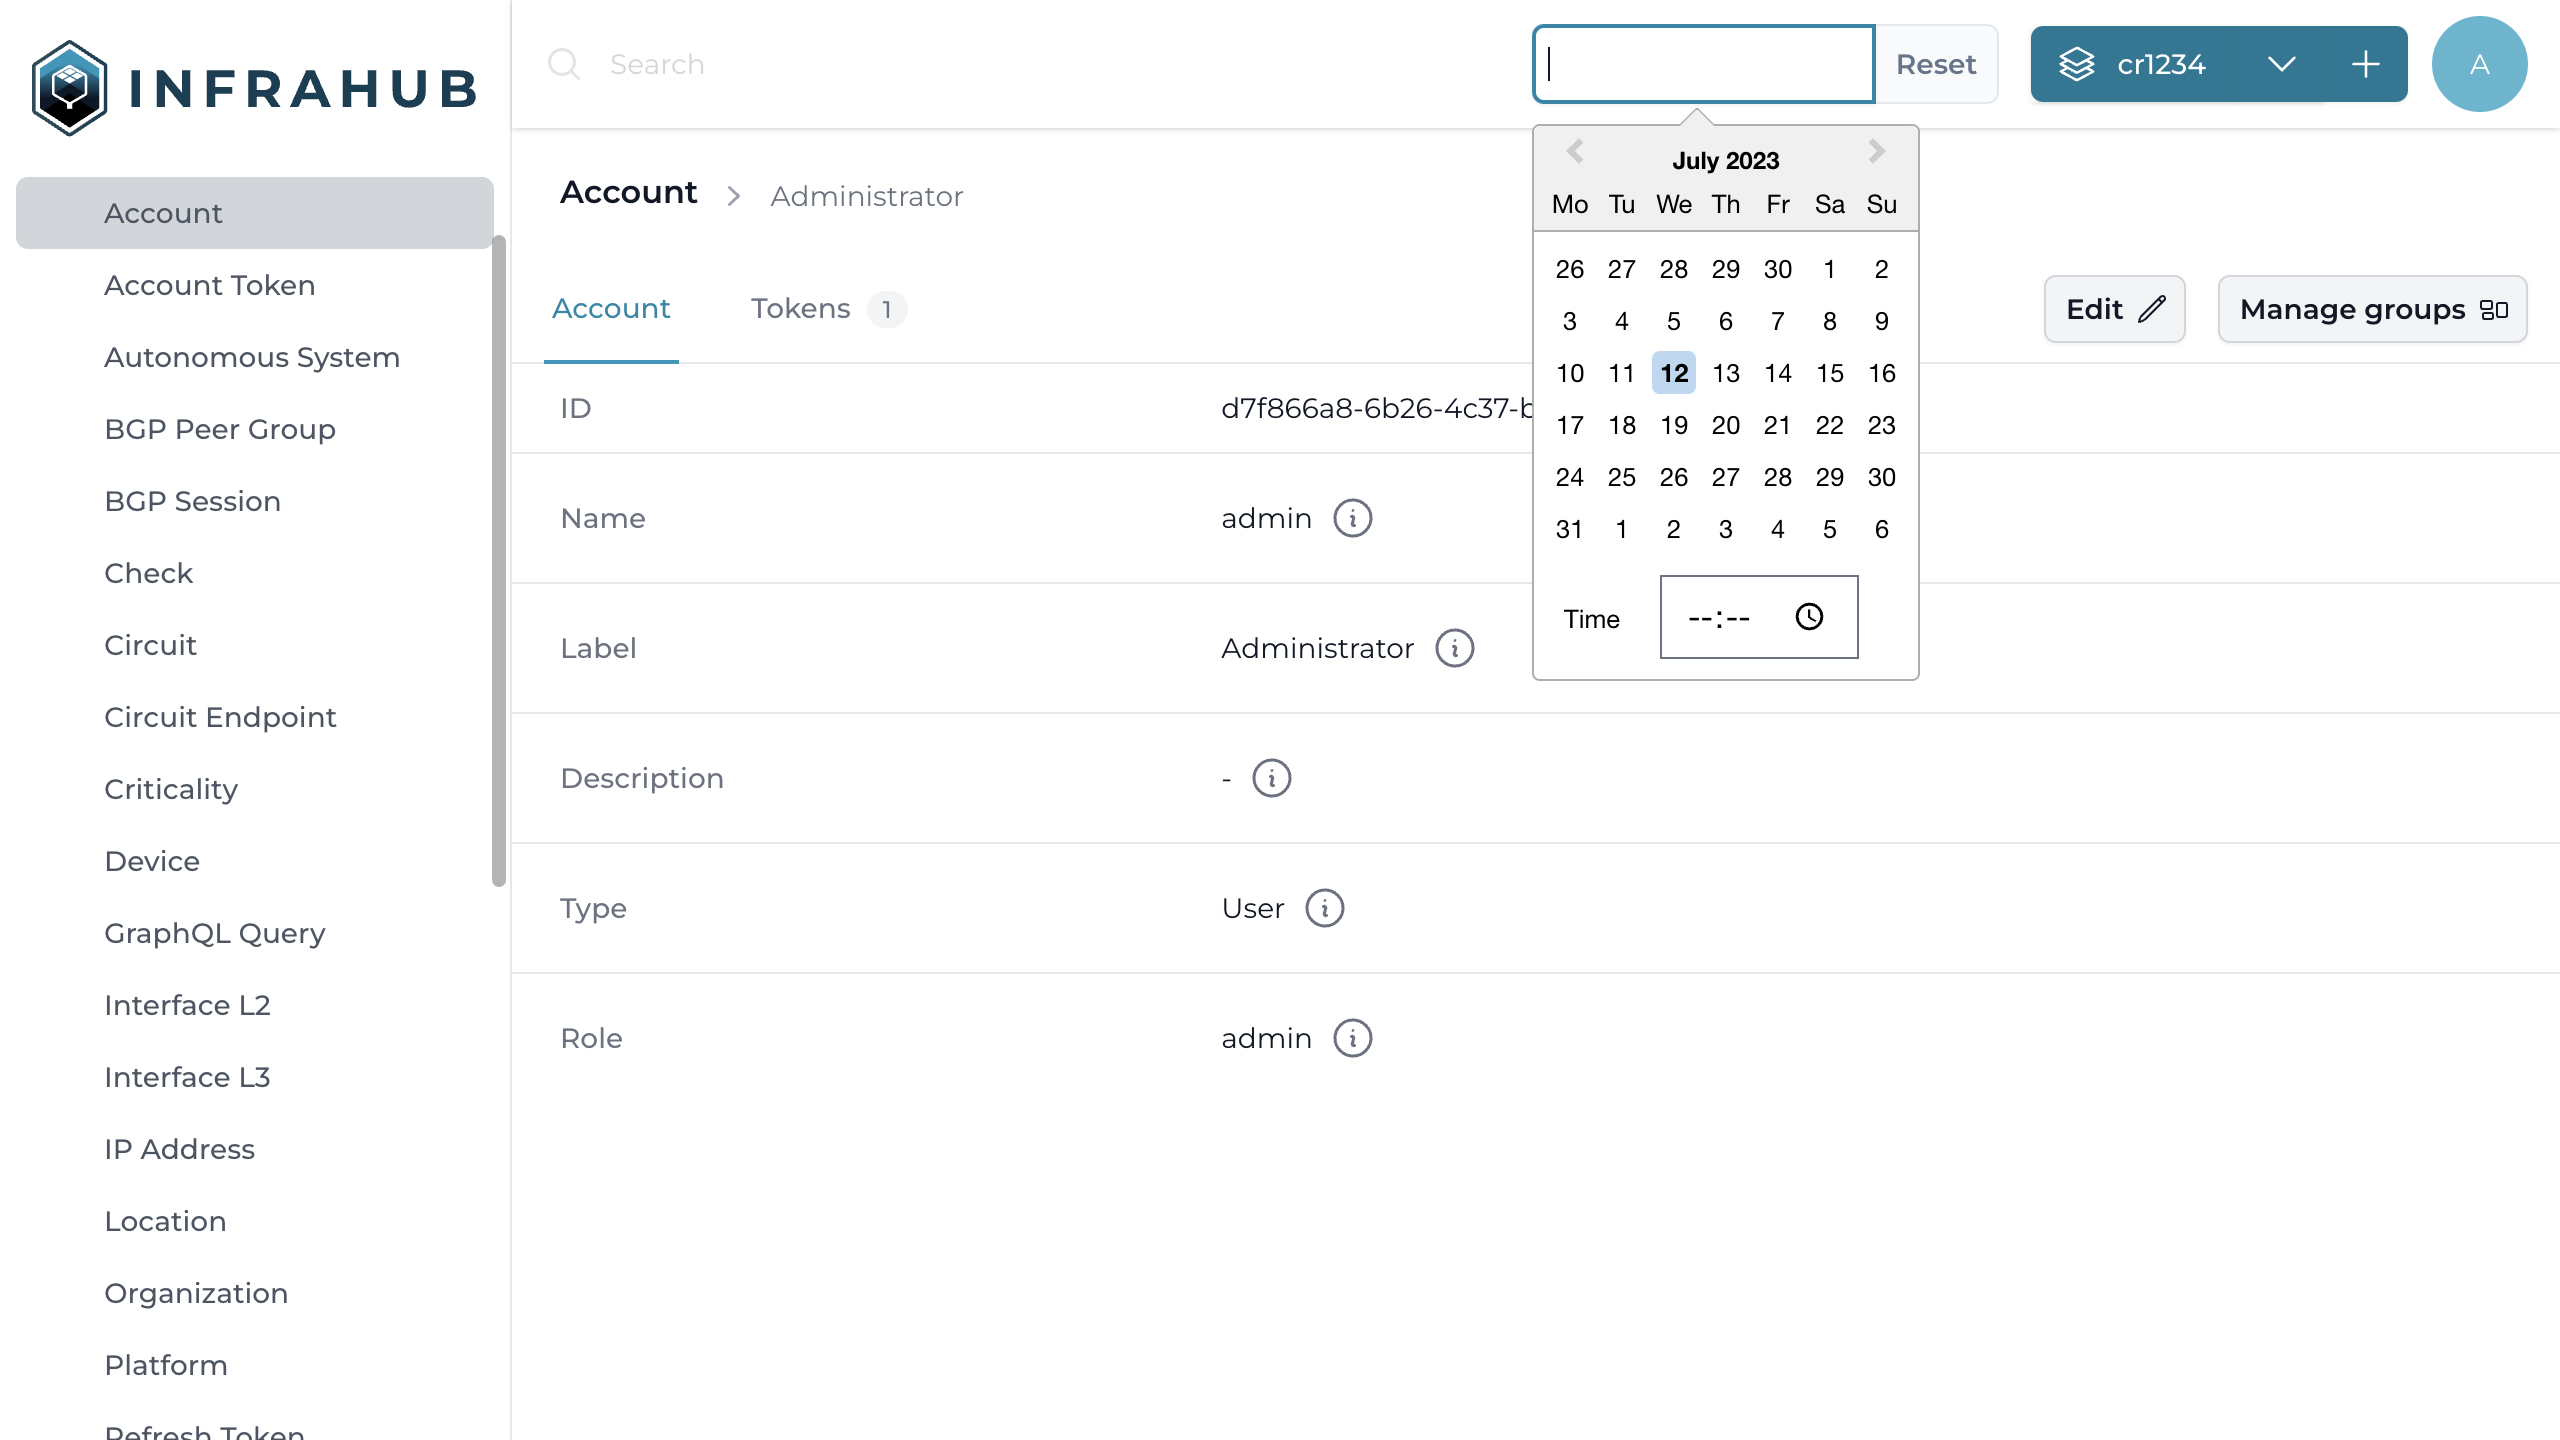 INFRAHUB
Search
Reset
cr1234
A
Account
Account Token
Autonomous System
BGP Peer Group
BGP Session
Check
Circuit
Circuit Endpoint
Criticality
Device
GraphQL Query
Interface L2
Interface L3
IP Address
Location
Organization
Platform
Refresh Token
Account > Administrator
Account Tokens 1
Edit Manage groups
ID d7f866a8-6b26-4c37-b
Name admin
Label Administrator
Description -
Type User
Role admin
July 2023
Mo Tu We Th Fr Sa Su
26 27 28 29 30 1 2
3 4 5 6 7 8 9
10 11 12 13 14 15 16
17 18 19 20 21 22 23
24 25 26 27 28 29 30
31 1 2 3 4 5 6
Time --:--